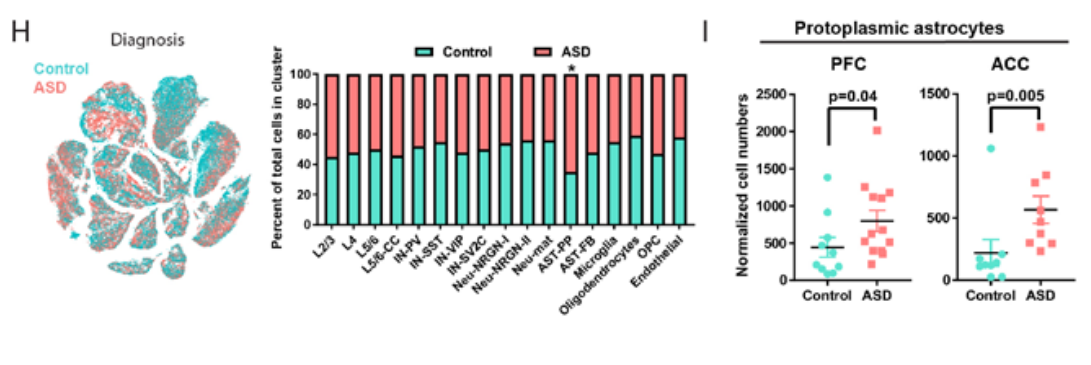 H
Diagnosis
Control
ASD
Control ASD
*
Percent of total cells in cluster
100
80
60
40
20
0
L2/3
L4
L5/6
L5/6-CC
IN-PV
IN-SST
IN-VIP
IN-SV2C
Neu-NRGN-I
Neu-NRGN-II
Neu-mat
AST-PP
AST-FB
Microglia
Oligodendrocytes
OPC
Endothelial
I
Protoplasmic astrocytes
PFC
Normalized cell numbers
2500
2000
1500
1000
500
0
p=0.04
Control ASD
ACC
1500
1000
500
0
p=0.005
Control ASD